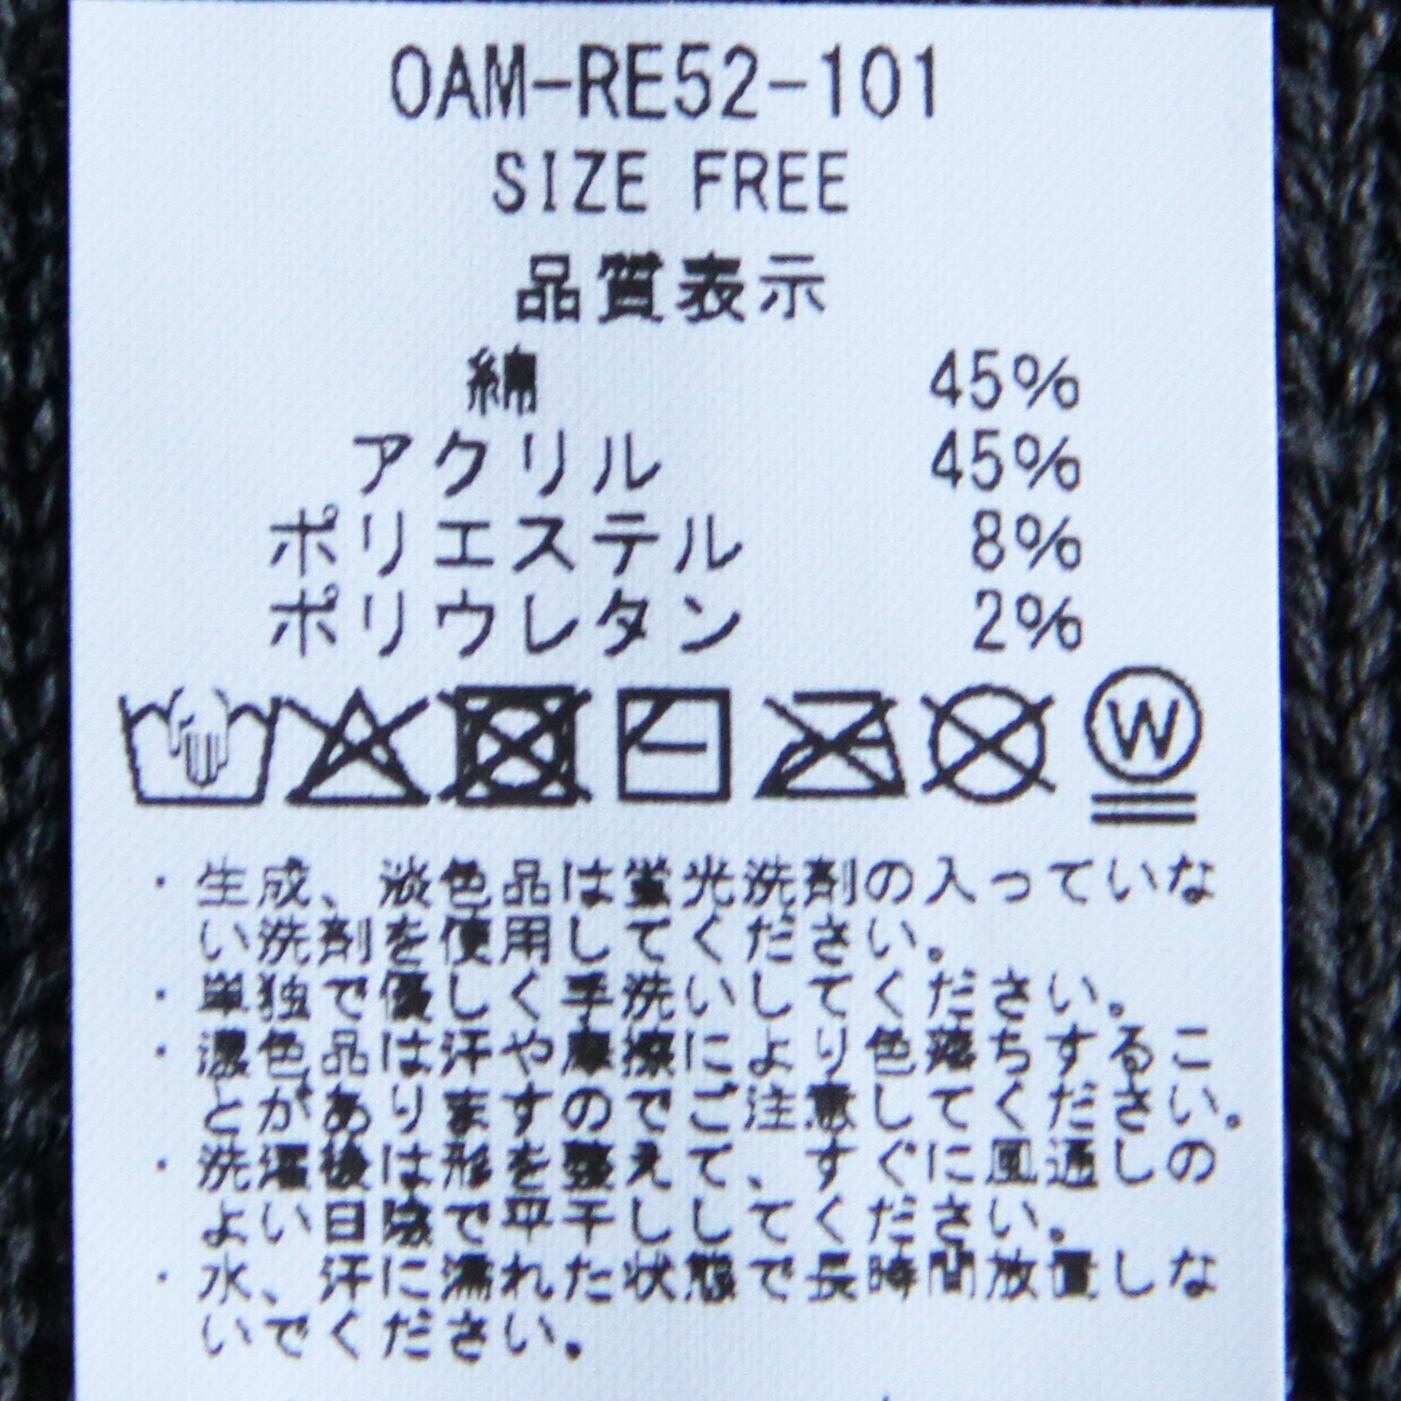 OAM-RE52-101
SIZE FREE
品質表示
綿 45%
アクリル 45%
ポリエステル 8%
ポリウレタン 2%
W
・生成、淡色品は蛍光洗剤の入っていな
い洗剤を使用してください。
・単独で優しく手洗いしてください。
・濃色品は汗や摩擦により色落ちするこ
とがありますのでご注意してください。
・洗濯後は形を整えて、すぐに風通しの
よい日陰で平干ししてください。
・水、汗に濡れた状態で長時間放置しな
いでください。